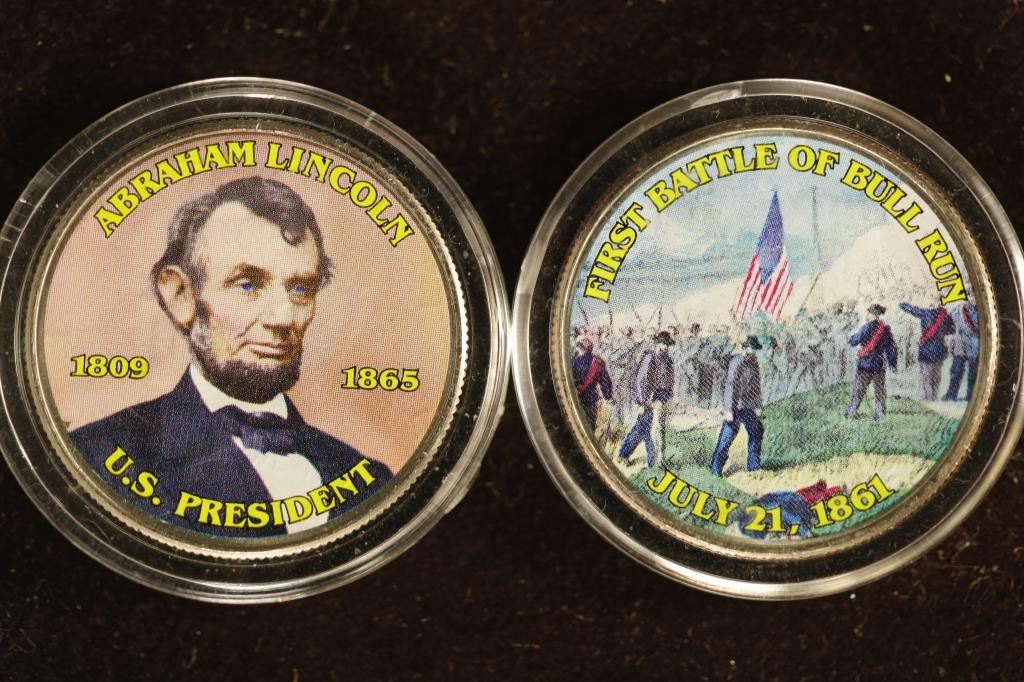 ABRAHAM LINCOLN
1809
1865
U.S. PRESIDENT
FIRST BATTLE OF BULL RUN
JULY 21, 1861